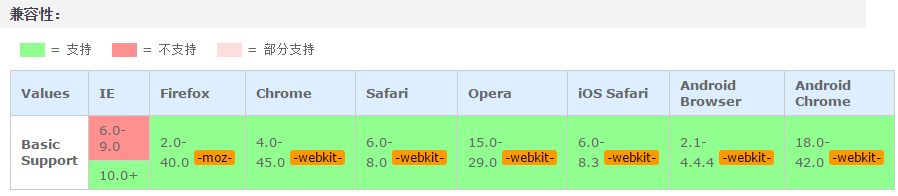 兼容性：
= 支持 = 不支持 = 部分支持
Values IE Firefox Chrome Safari Opera iOS Safari Android Browser Android Chrome
Basic Support
6.0-9.0
10.0+
2.0-40.0 -moz-
4.0-45.0 -webkit-
6.0-8.0 -webkit-
15.0-29.0 -webkit-
6.0-8.3 -webkit-
2.1-4.4.4 -webkit-
18.0-42.0 -webkit-